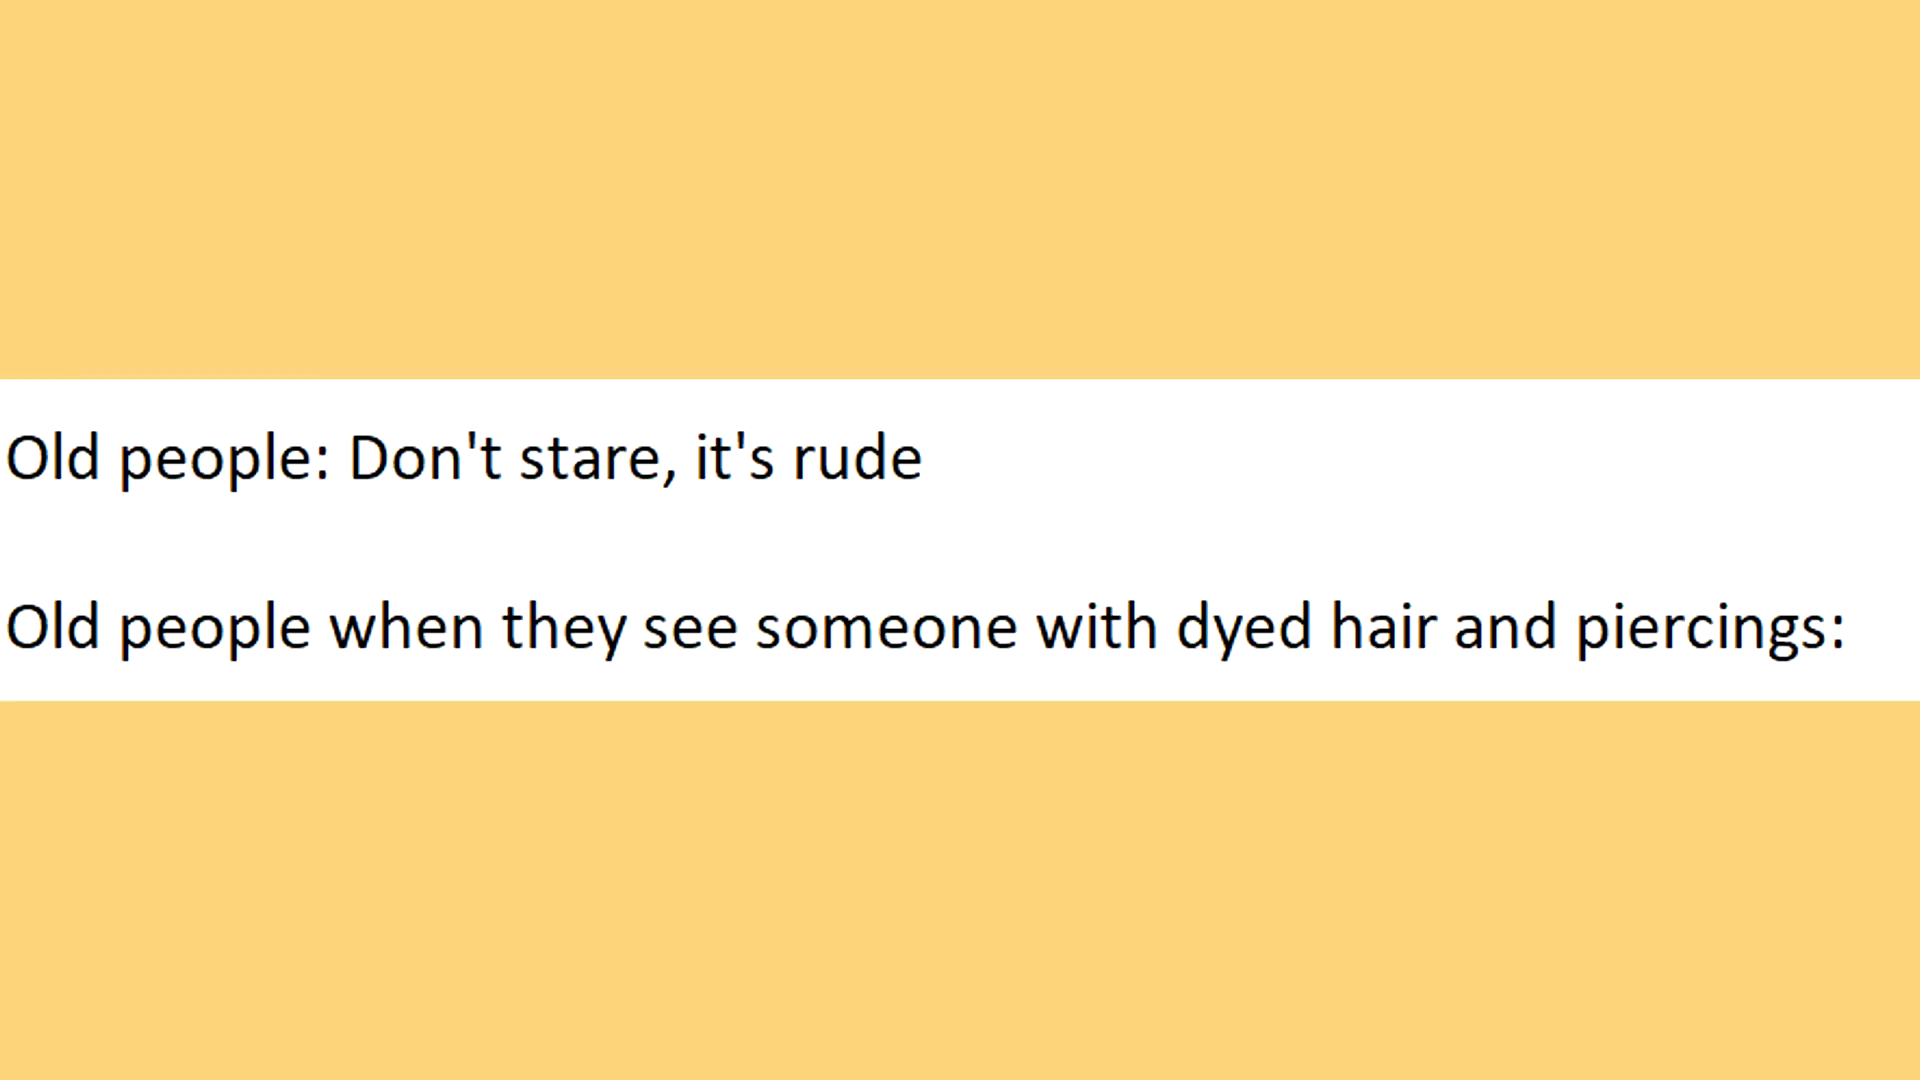 Old people: Don't stare, it's rude
Old people when they see someone with dyed hair and piercings: